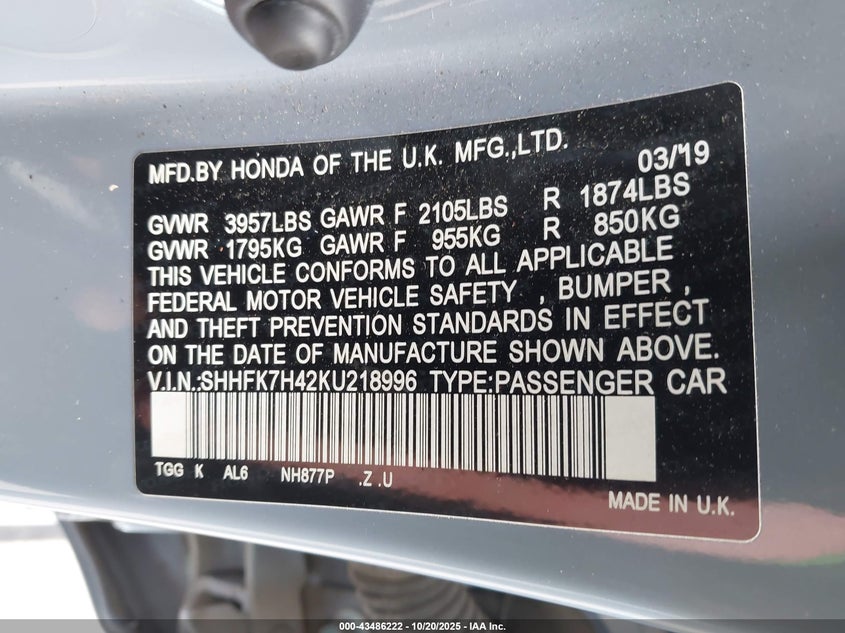 MFD.BY HONDA OF THE U.K. MFG.,LTD. 03/'19
GVWR 3957LBS GAWR F 2105LBS R 1874LBS
GVWR 1795KG GAWR F 955KG R 850KG
THIS VEHICLE CONFORMS TO ALL APPLICABLE
FEDERAL MOTOR VEHICLE SAFETY , BUMPER ,
AND THEFT PREVENTION STANDARDS IN EFFECT
ON THE DATE OF MANUFACTURE SHOWN ABOVE.
V.I.N.:SHHFK7H42KU218996 TYPE:PASSENGER CAR
TGG K AL6 NH877P .Z .U
MADE IN U.K.
000-43486222 | 10/20/2025 - IAA Inc.